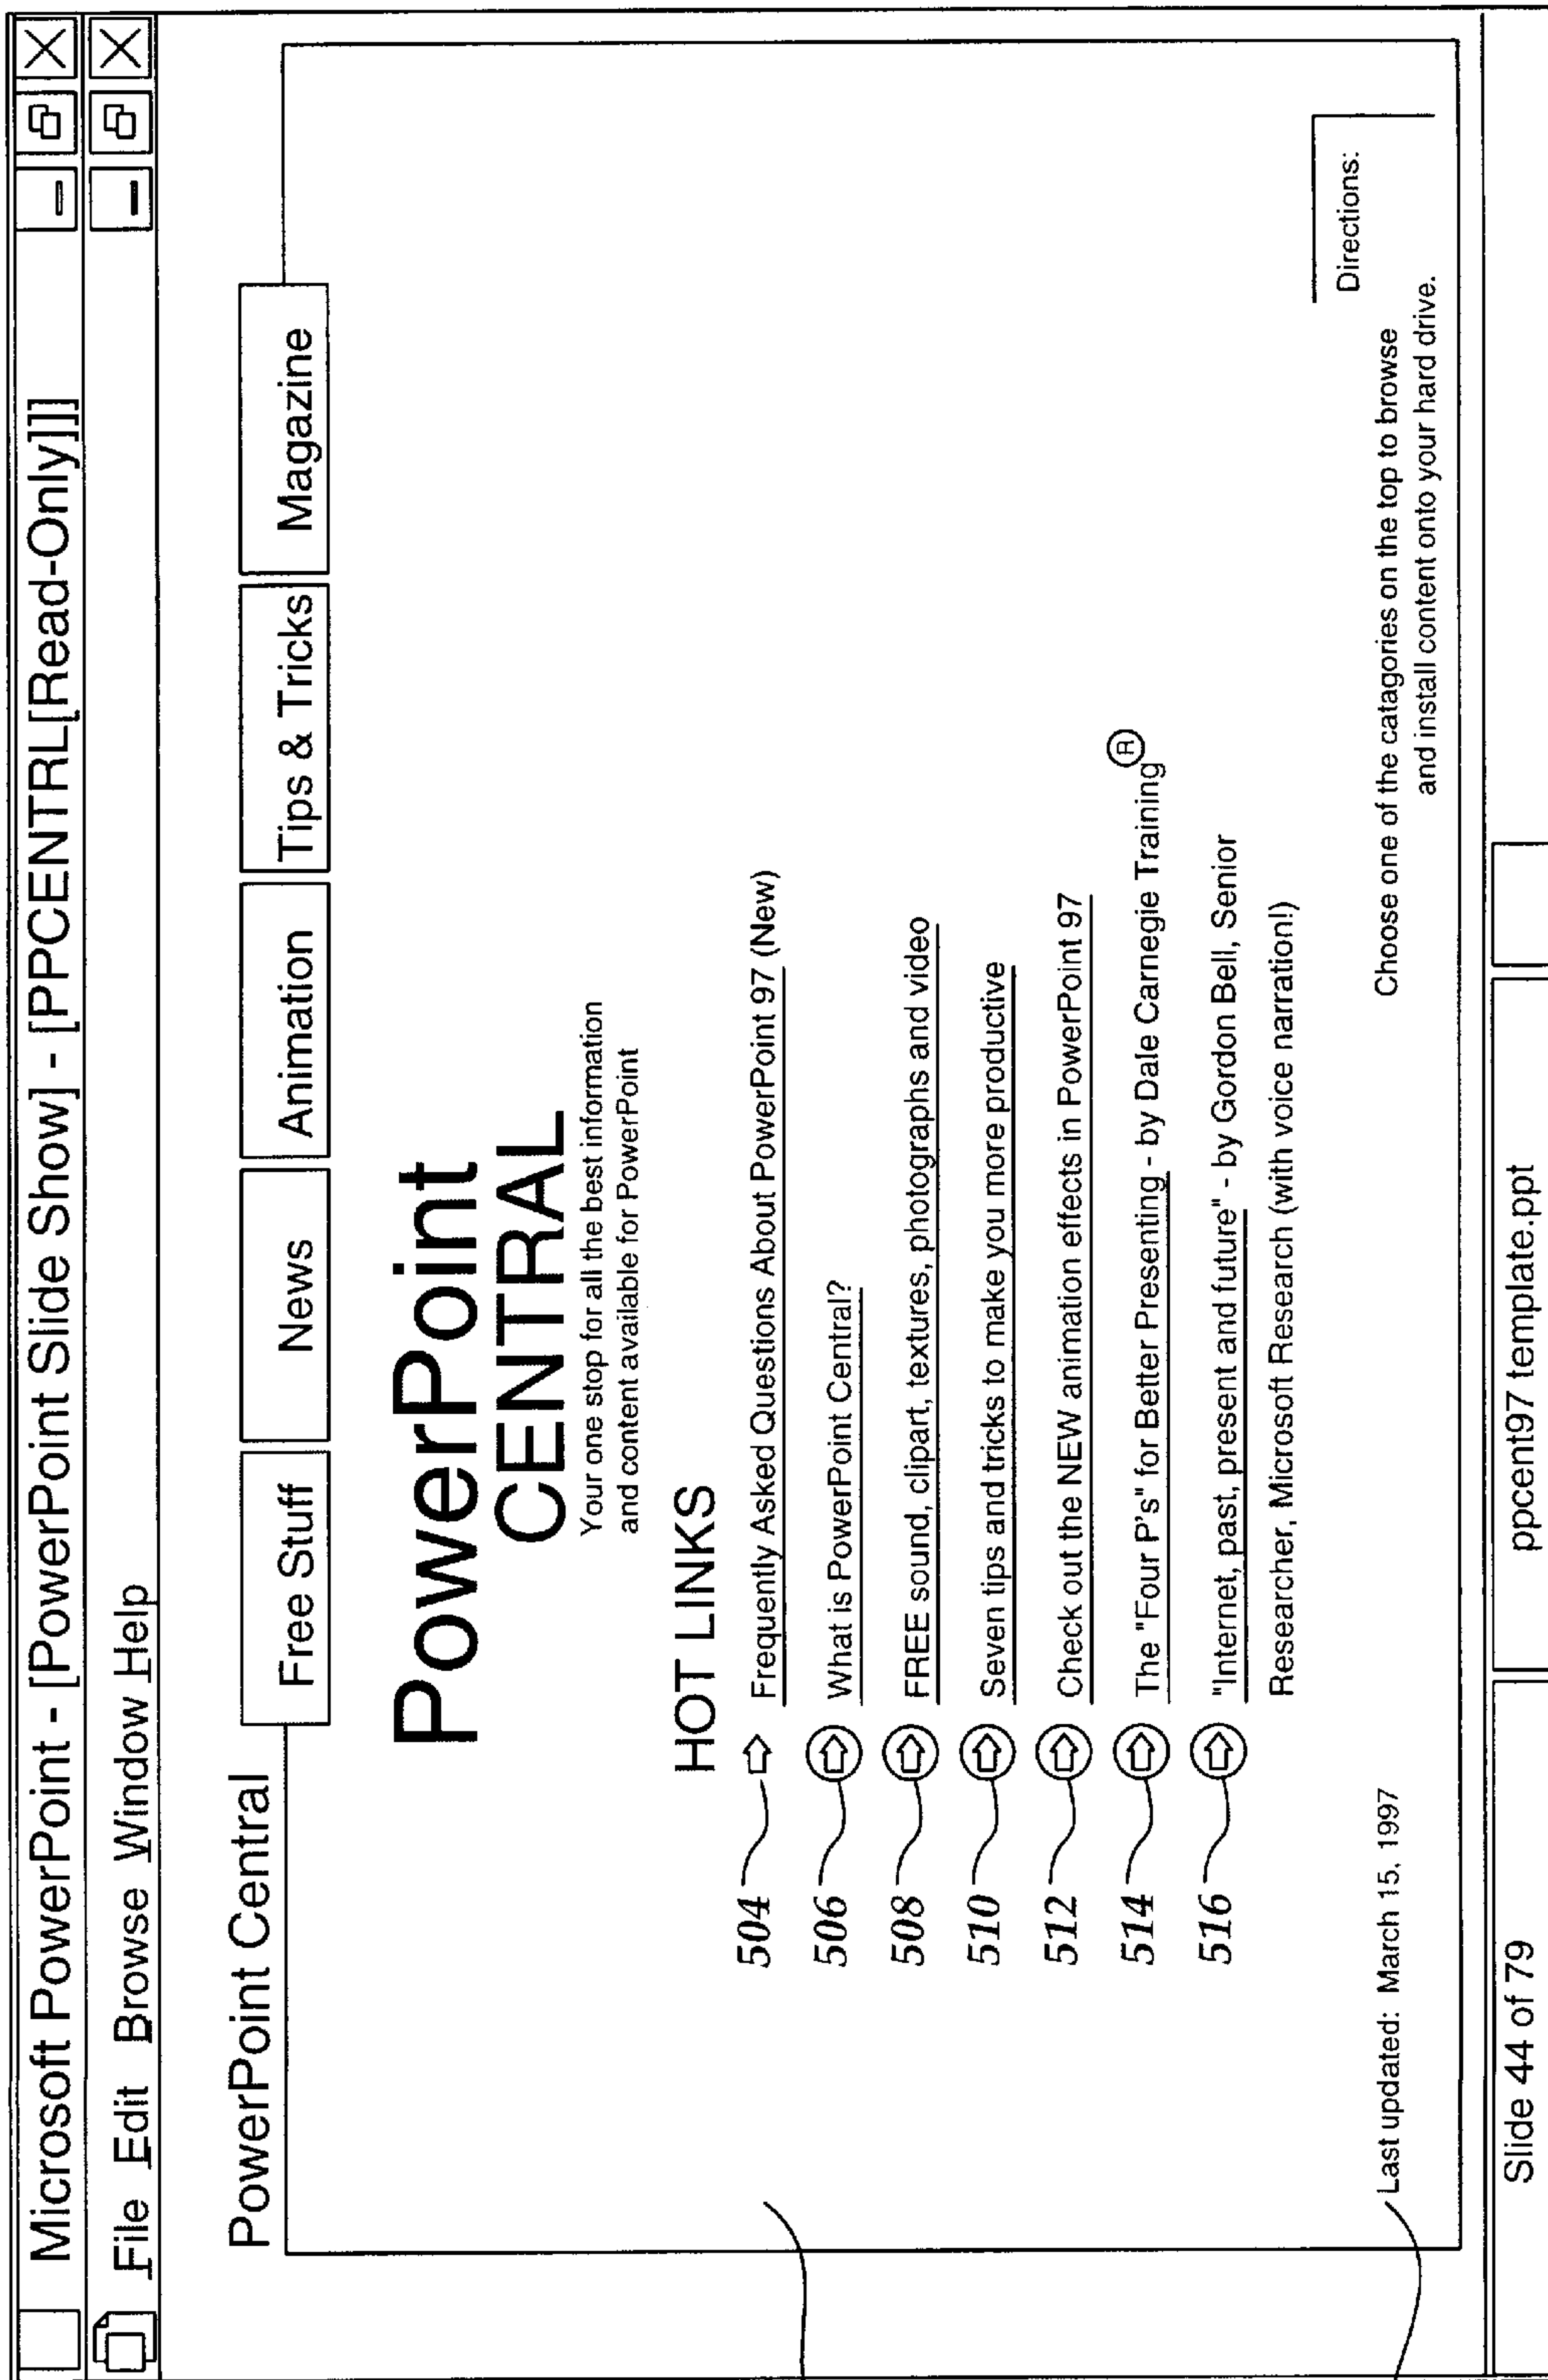 Microsoft PowerPoint - [PowerPoint Slide Show] - [PPCENTRL[Read-Only]]]
File Edit Browse Window Help
PowerPoint Central
Free Stuff News Animation Tips & Tricks Magazine
PowerPoint
CENTRAL
Your one stop for all the best information
and content available for PowerPoint
HOT LINKS
504 Frequently Asked Questions About PowerPoint 97 (New)
506 What is PowerPoint Central?
508 FREE sound, clipart, textures, photographs and video
510 Seven tips and tricks to make you more productive
512 Check out the NEW animation effects in PowerPoint 97
514 The "Four P's" for Better Presenting - by Dale Carnegie Training ®
516 "Internet, past, present and future" - by Gordon Bell, Senior
Researcher, Microsoft Research (with voice narration!)
Directions:
Last updated: March 15, 1997 Choose one of the catagories on the top to browse
and install content onto your hard drive.
Slide 44 of 79 ppcent97 template.ppt